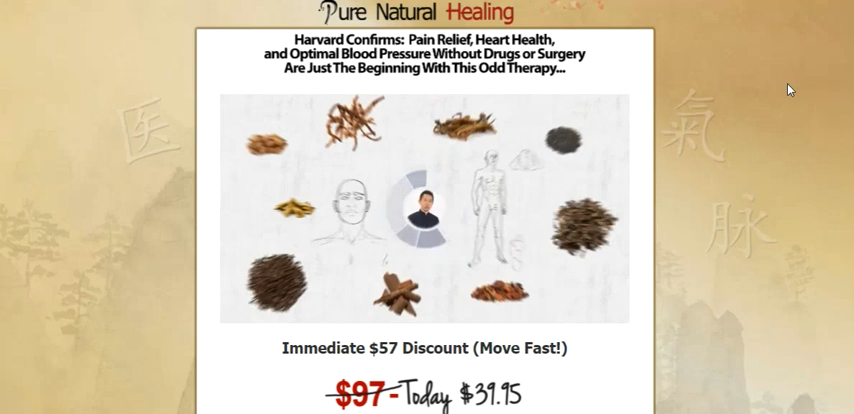 Pure Natural Healing
Harvard Confirms: Pain Relief, Heart Health,
and Optimal Blood Pressure Without Drugs or Surgery
Are Just The Beginning With This Odd Therapy...
医
氣
脉
Immediate $57 Discount (Move Fast!)
$97 - Today $39.95